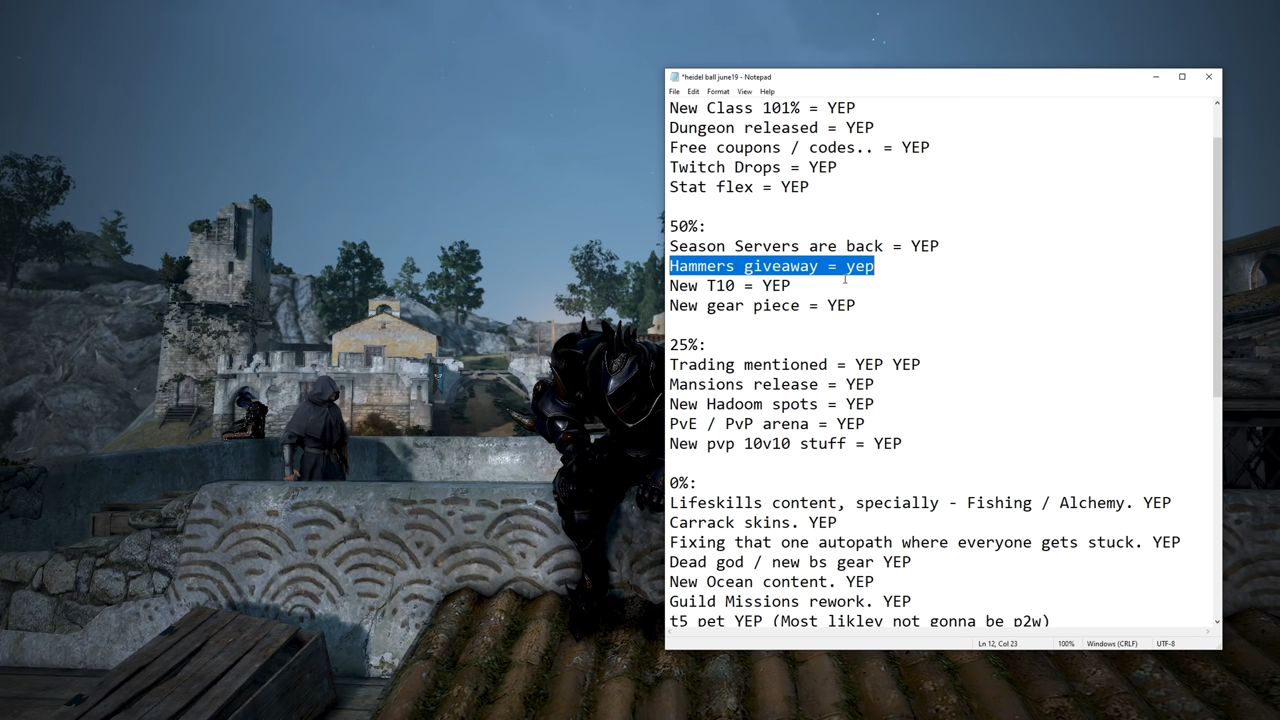 *heidel ball june19 - Notepad
File Edit Format View Help
New Class 101% = YEP
Dungeon released = YEP
Free coupons / codes.. = YEP
Twitch Drops = YEP
Stat flex = YEP
50%:
Season Servers are back = YEP
Hammers giveaway = yep
New T10 = YEP
New gear piece = YEP
25%:
Trading mentioned = YEP YEP
Mansions release = YEP
New Hadoom spots = YEP
PvE / PvP arena = YEP
New pvp 10v10 stuff = YEP
0%:
Lifeskills content, specially - Fishing / Alchemy. YEP
Carrack skins. YEP
Fixing that one autopath where everyone gets stuck. YEP
Dead god / new bs gear YEP
New Ocean content. YEP
Guild Missions rework. YEP
t5 pet YEP (Most likley not gonna be p2w)
Ln 12, Col 23 100% Windows (CRLF) UTF-8